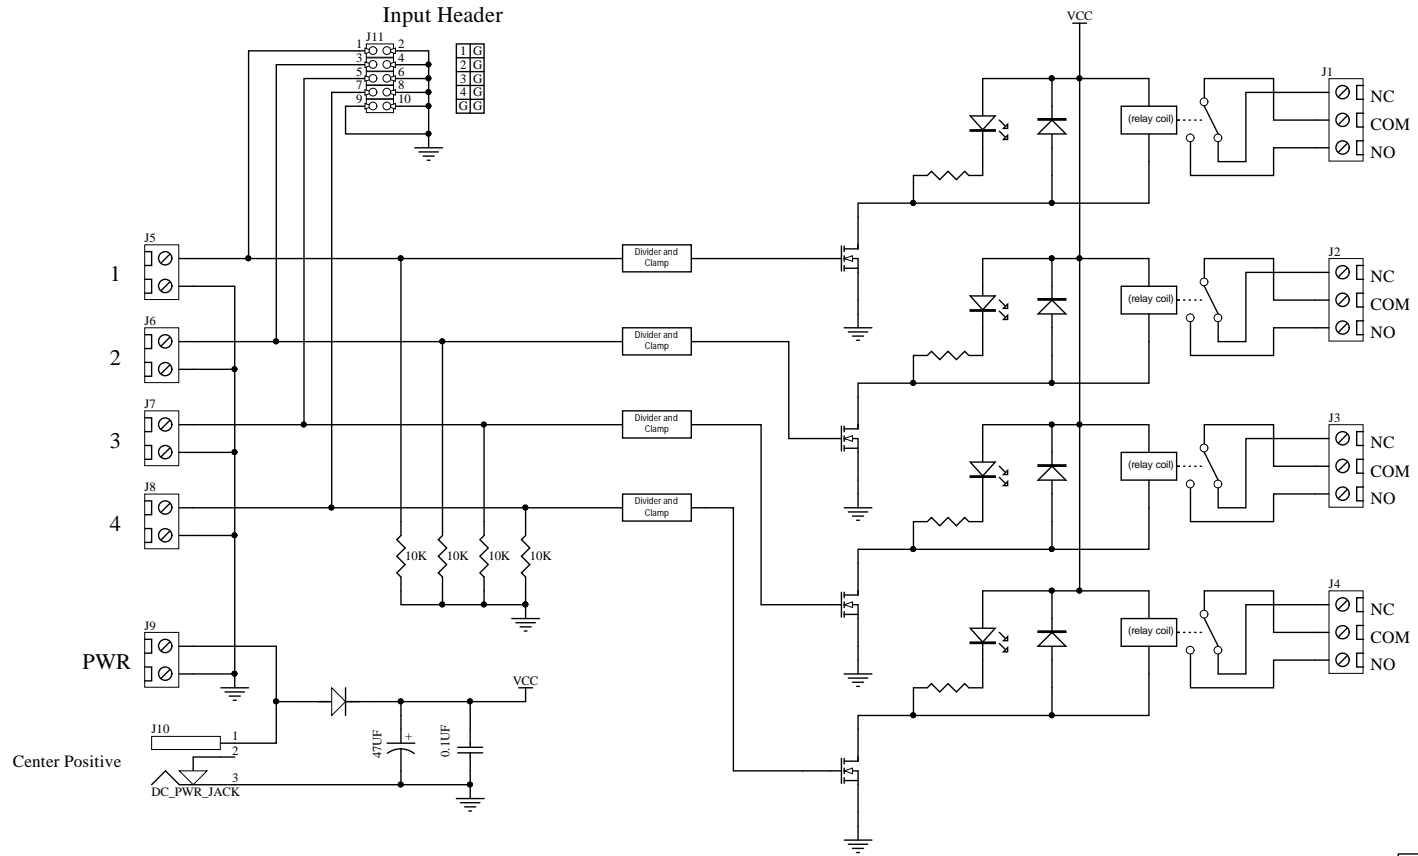 Input Header
J11
1 2
3 4
5 6
7 8
9 10
1 G
2 G
3 G
4 G
G G
VCC
J1
NC
COM
NO
(relay coil)
J5
1
Divider and
Clamp
J2
NC
COM
NO
(relay coil)
J6
2
Divider and
Clamp
J7
3
Divider and
Clamp
J3
NC
COM
NO
(relay coil)
J8
4
Divider and
Clamp
10K 10K 10K 10K
J4
NC
COM
NO
(relay coil)
J9
PWR
VCC
47UF
+
0.1UF
J10
1
2
3
Center Positive
DC_PWR_JACK